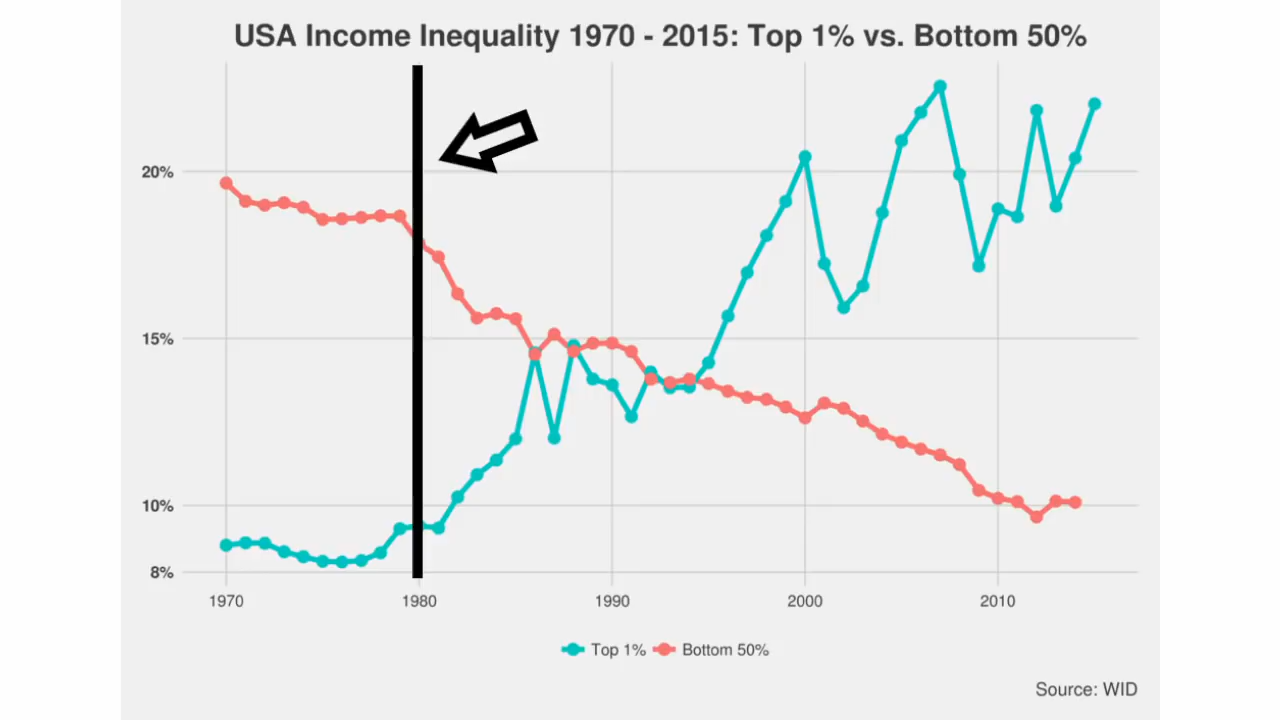 USA Income Inequality 1970 - 2015: Top 1% vs. Bottom 50%
20%
15%
10%
8%
1970 1980 1990 2000 2010
Top 1% Bottom 50%
Source: WID